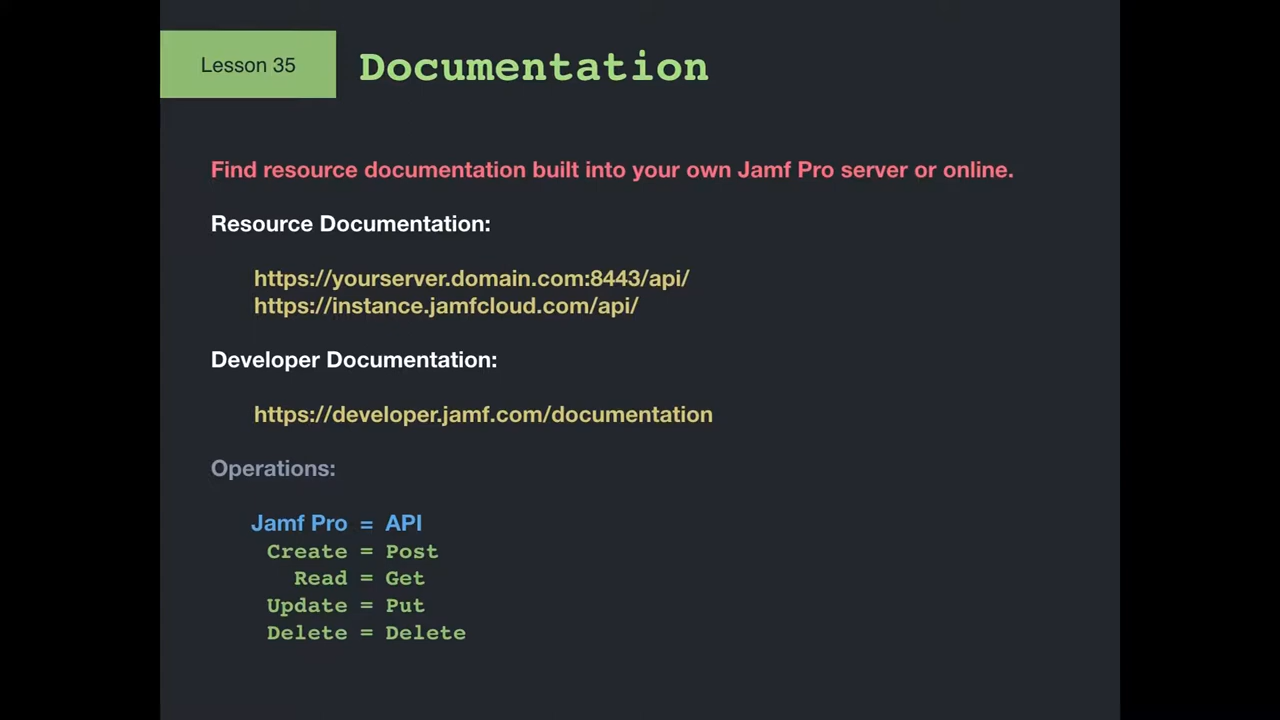 Lesson 35
Documentation
Find resource documentation built into your own Jamf Pro server or online.
Resource Documentation:
https://yourserver.domain.com:8443/api/
https://instance.jamfcloud.com/api/
Developer Documentation:
https://developer.jamf.com/documentation
Operations:
Jamf Pro = API
Create = Post
Read = Get
Update = Put
Delete = Delete